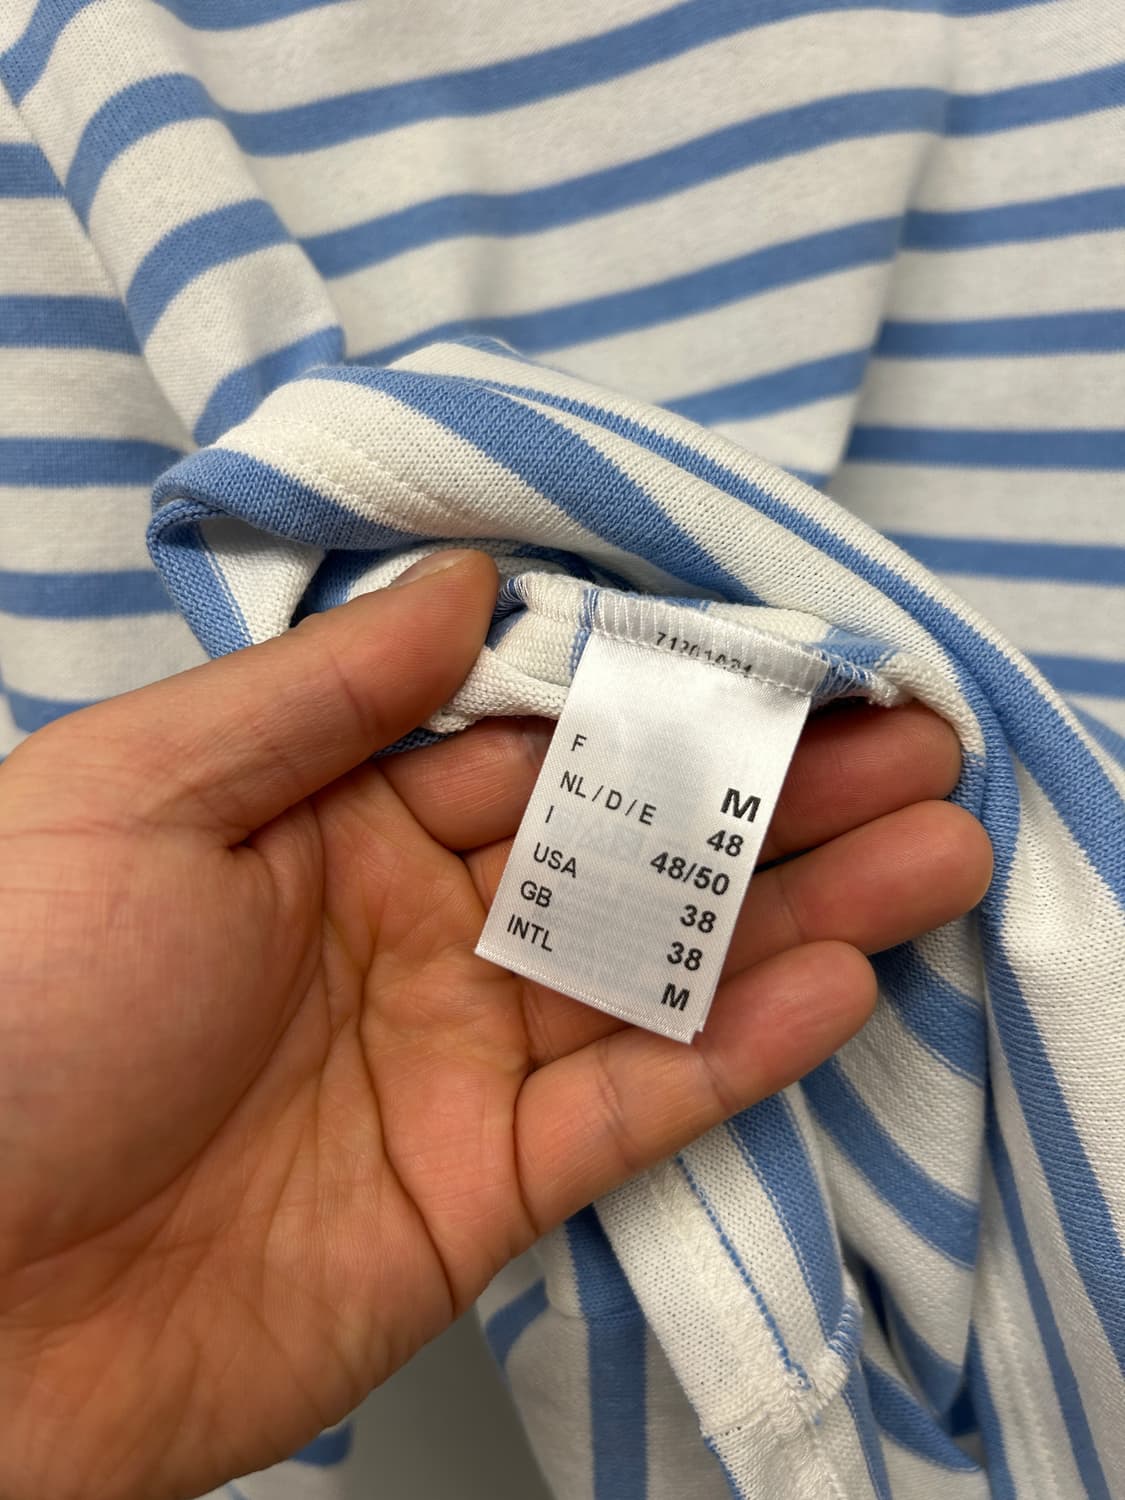 F M
NL / D / E 48
I 48/50
USA 38
GB 38
INTL M